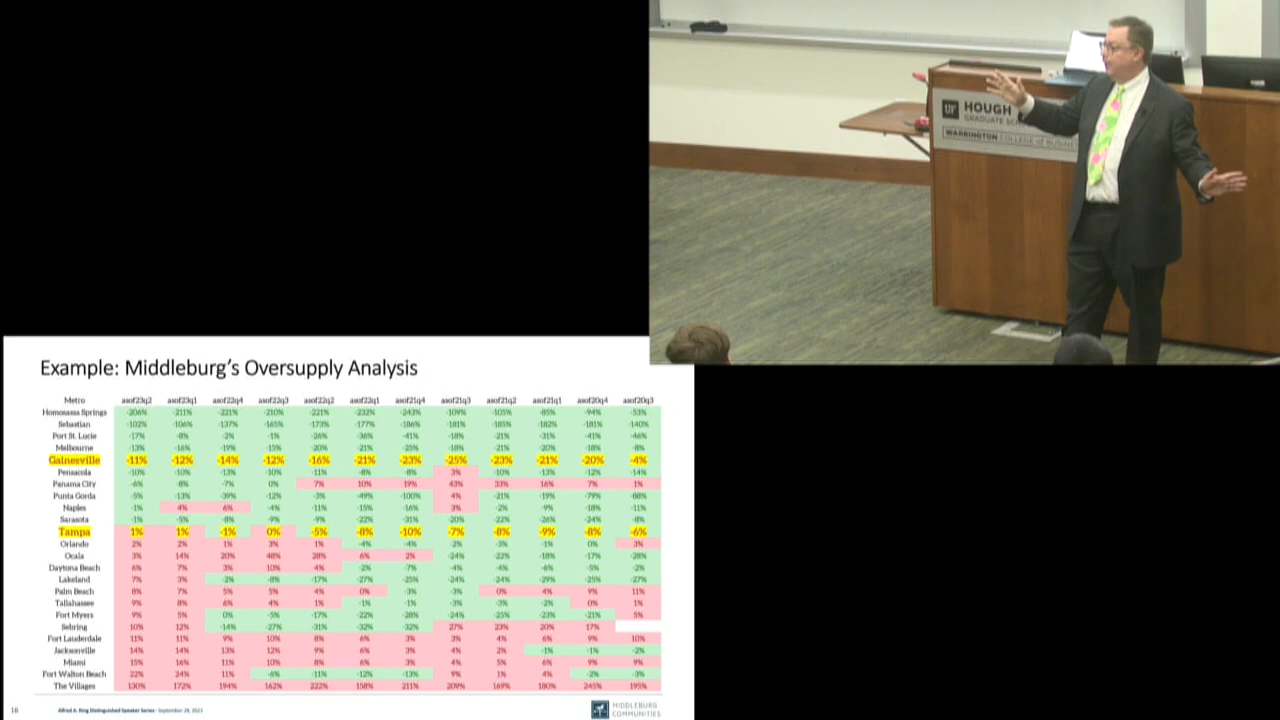 UF HOUGH
GRADUATE SC
WARRINGTON COLLEGE of BUSINE
Example: Middleburg's Oversupply Analysis
Metro asof23q2 asof23q1 asof22q4 asof22q3 asof22q2 asof22q1 asof21q4 asof21q3 asof21q2 asof21q1 asof20q4 asof20q3
Homosassa Springs -206% -211% -221% -210% -221% -232% -243% -109% -105% -85% -94% -53%
Sebastian -102% -106% -137% -165% -173% -177% -186% -181% -185% -182% -181% -140%
Port St. Lucie -17% -8% -2% -1% -26% -36% -41% -18% -21% -31% -41% -46%
Melbourne -13% -16% -19% -15% -20% -21% -25% -18% -21% -20% -18% -8%
Gainesville -11% -12% -14% -12% -16% -21% -23% -25% -23% -21% -20% -4%
Pensacola -10% -10% -13% -10% -11% -8% -8% 3% -10% -13% -12% -14%
Panama City -6% -8% -7% 0% 7% 10% 19% 43% 33% 16% 7% 1%
Punta Gorda -5% -13% -39% -12% -3% -49% -100% 4% -21% -19% -79% -88%
Naples -1% 4% 6% -4% -11% -15% -16% 3% -2% -9% -18% -11%
Sarasota -1% -5% -8% -9% -9% -22% -31% -20% -22% -26% -24% -8%
Tampa 1% 1% -1% 0% -5% -8% -10% -7% -8% -9% -8% -6%
Orlando 2% 2% 1% 3% 1% -4% -4% -2% -3% -1% 0% 3%
Ocala 3% 14% 20% 48% 28% 6% 2% -24% -22% -18% -17% -28%
Daytona Beach 6% 7% 3% 10% 4% -2% -7% -4% -4% -6% -5% -2%
Lakeland 7% 3% -2% -8% -17% -27% -25% -24% -24% -29% -25% -27%
Palm Beach 8% 7% 5% 5% 4% 0% -3% -3% 0% 4% 9% 11%
Tallahassee 9% 8% 6% 4% 1% -1% -1% -3% -3% -2% 0% 1%
Fort Myers 9% 5% 0% -5% -17% -22% -28% -24% -25% -23% -21% 5%
Sebring 10% 12% -14% -27% -31% -32% -32% 27% 23% 20% 17%
Fort Lauderdale 11% 11% 9% 10% 8% 6% 3% 3% 4% 6% 9% 10%
Jacksonville 14% 14% 13% 12% 9% 6% 3% 4% 2% -1% -1% -2%
Miami 15% 16% 11% 10% 8% 6% 3% 4% 5% 6% 9% 9%
Fort Walton Beach 22% 24% 11% -6% -11% -12% -13% 9% 1% 4% -2% -3%
The Villages 130% 172% 194% 162% 222% 158% 211% 209% 169% 180% 245% 195%
18 Alfred A. Ring Distinguished Speaker Series - September 28, 2023
MIDDLEBURG
COMMUNITIES